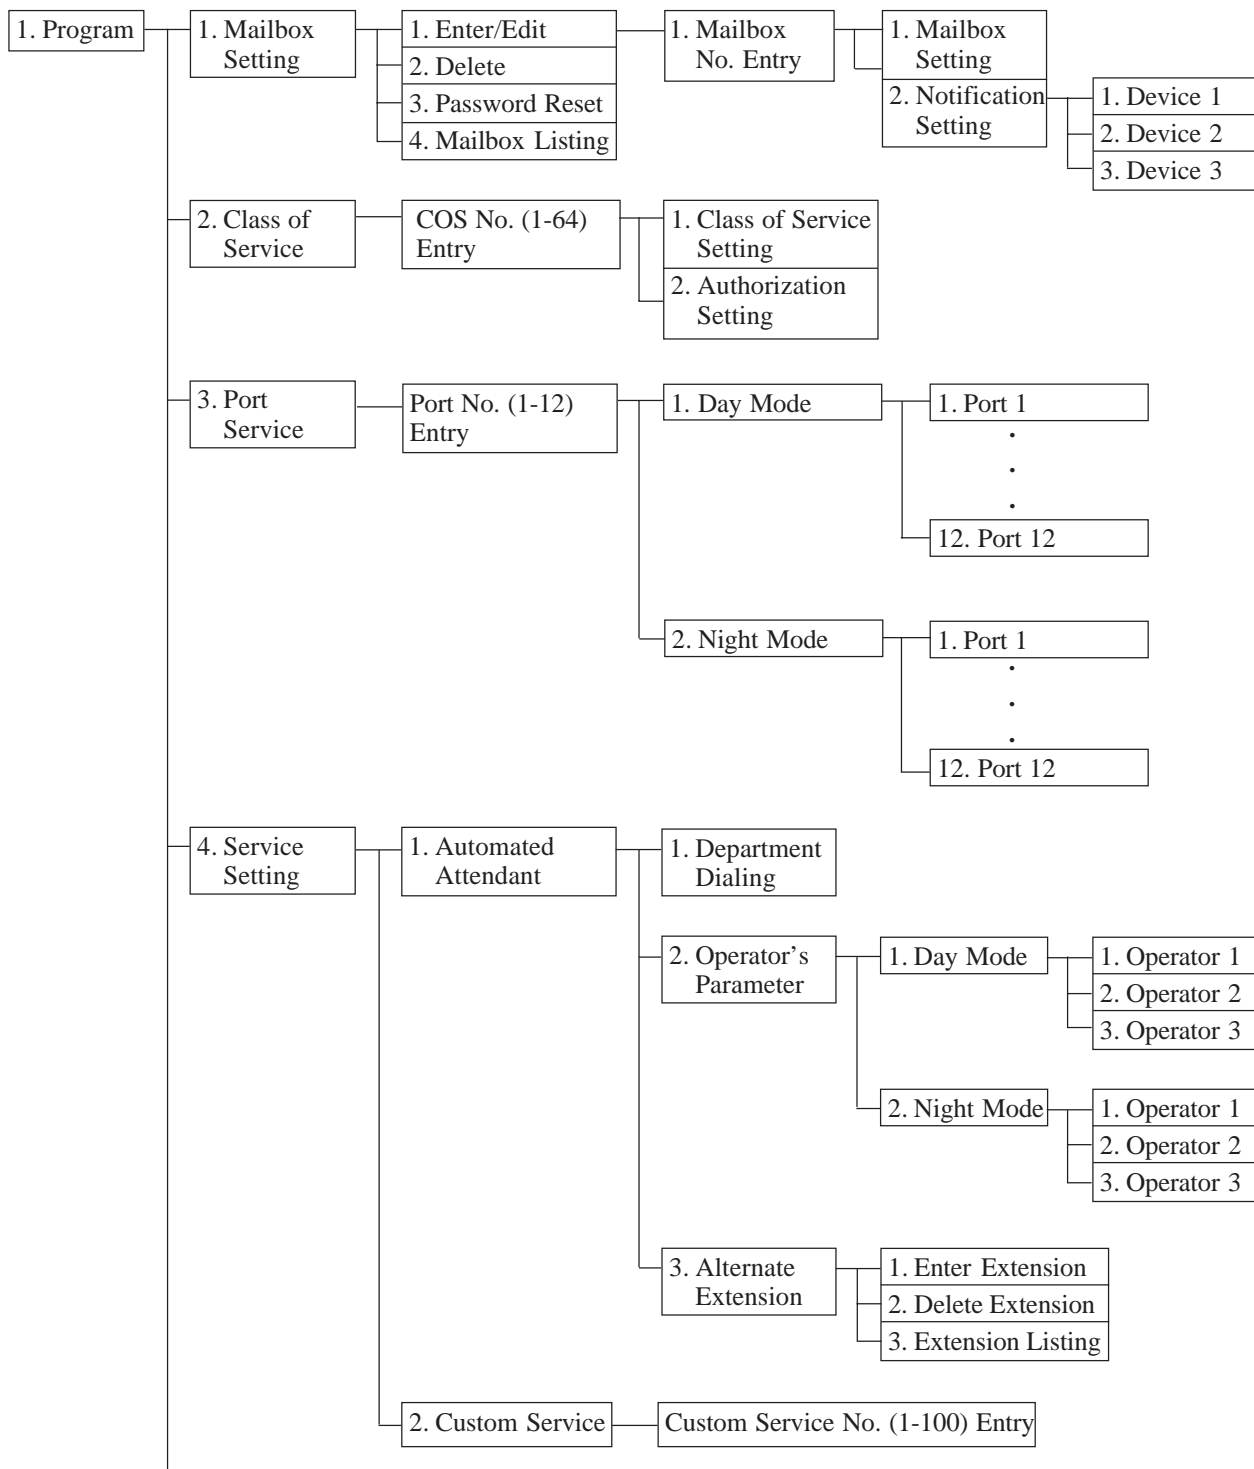 1. Program
1. Mailbox
Setting
1. Enter/Edit
2. Delete
3. Password Reset
4. Mailbox Listing
1. Mailbox
No. Entry
1. Mailbox
Setting
2. Notification
Setting
1. Device 1
2. Device 2
3. Device 3
2. Class of
Service
COS No. (1-64)
Entry
1. Class of Service
Setting
2. Authorization
Setting
3. Port
Service
Port No. (1-12)
Entry
1. Day Mode
1. Port 1
.
.
.
12. Port 12
2. Night Mode
1. Port 1
.
.
.
12. Port 12
4. Service
Setting
1. Automated
Attendant
1. Department
Dialing
2. Operator’s
Parameter
1. Day Mode
1. Operator 1
2. Operator 2
3. Operator 3
2. Night Mode
1. Operator 1
2. Operator 2
3. Operator 3
3. Alternate
Extension
1. Enter Extension
2. Delete Extension
3. Extension Listing
2. Custom Service
Custom Service No. (1-100) Entry